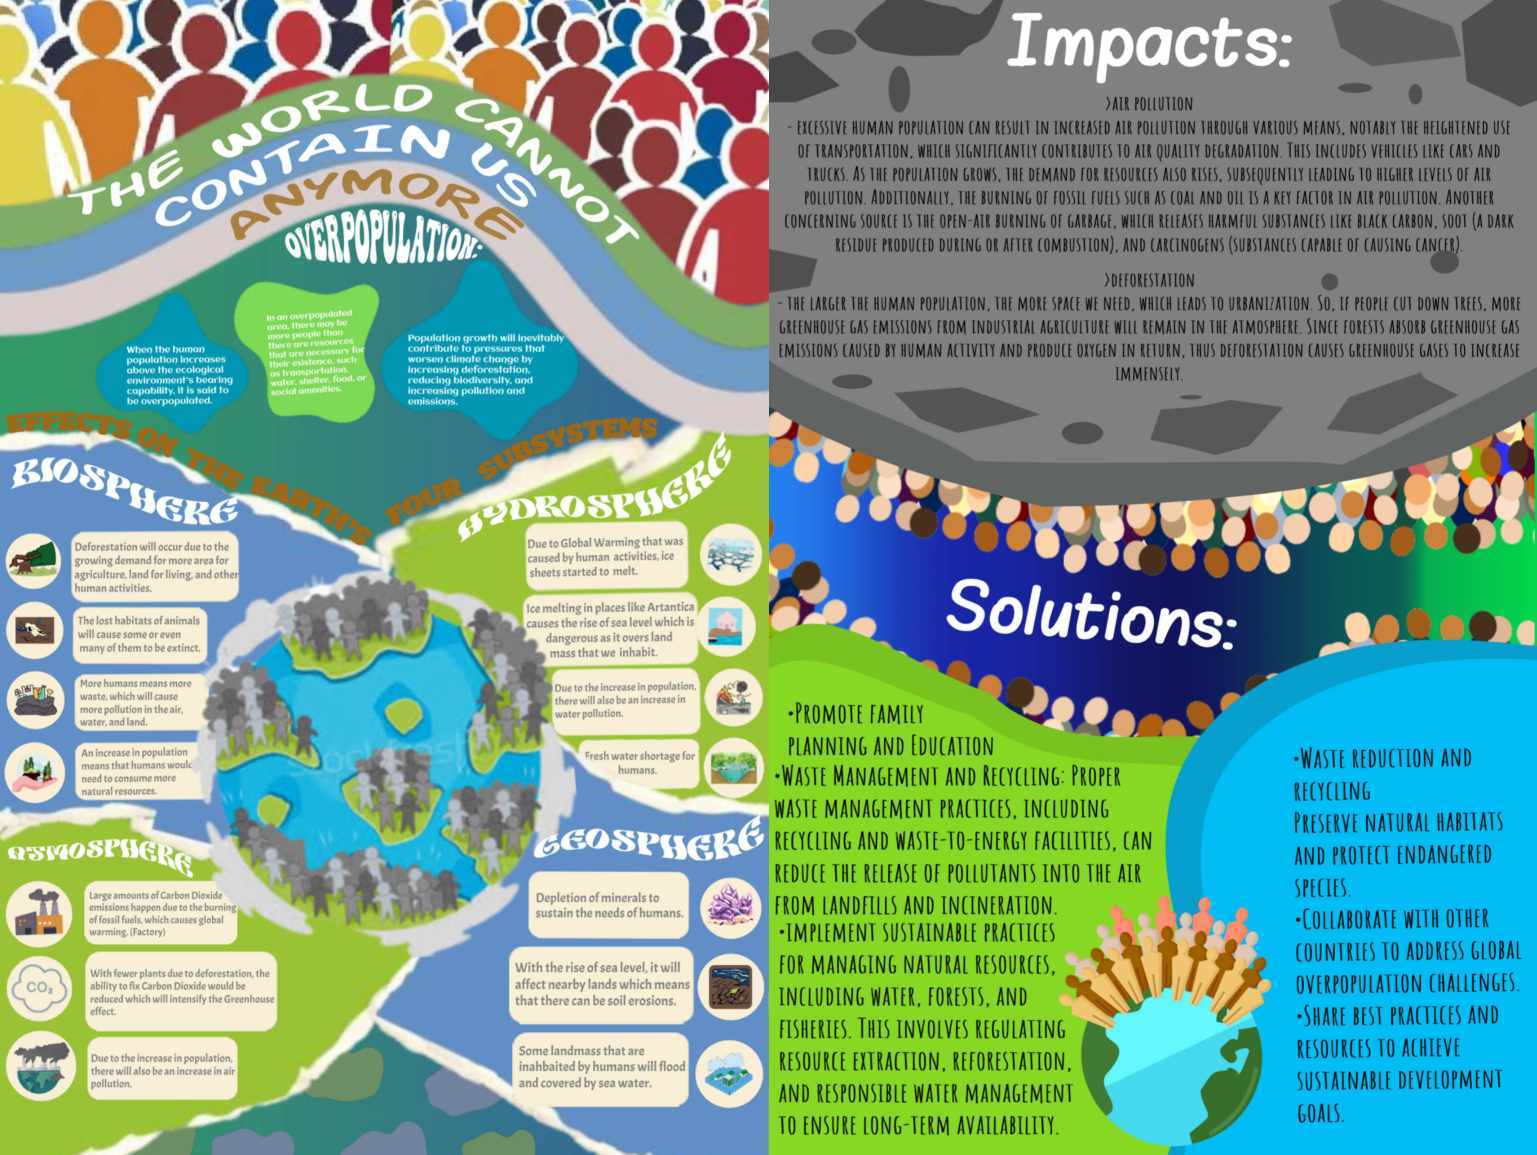 THE WORLD CANNOT
CONTAIN US
ANYMORE
OVERPOPULATION:
When the human
population increases
above the ecological
environment's bearing
capability, it is said to
be overpopulated.
In an overpopulated
area, there may be
more people than
there are resources
that are necessary for
their existence, such
as transportation,
water, shelter, food, or
social amenities.
Population growth will inevitably
contribute to pressures that
worsen climate change by
increasing deforestation,
reducing biodiversity, and
increasing pollution and
emissions.
EFFECTS ON THE EARTH'S FOUR SUBSYSTEMS
BIOSPHERE
Deforestation will occur due to the
growing demand for more area for
agriculture, land for living, and other
human activities.
The lost habitats of animals
will cause some or even
many of them to be extinct.
More humans means more
waste, which will cause
more pollution in the air,
water, and land.
An increase in population
means that humans would
need to consume more
natural resources.
HYDROSPHERE
Due to Global Warming that was
caused by human activities, ice
sheets started to melt.
Ice melting in places like Artantica
causes the rise of sea level which is
dangerous as it overs land
mass that we inhabit.
Due to the increase in population,
there will also be an increase in
water pollution.
Fresh water shortage for
humans.
ATMOSPHERE
Large amounts of Carbon Dioxide
emissions happen due to the burning
of fossil fuels, which causes global
warming. (Factory)
CO₂
With fewer plants due to deforestation, the
ability to fix Carbon Dioxide would be
reduced which will intensify the Greenhouse
effect.
Due to the increase in population,
there will also be an increase in air
pollution.
GEOSPHERE
Depletion of minerals to
sustain the needs of humans.
With the rise of sea level, it will
affect nearby lands which means
that there can be soil erosions.
Some landmass that are
inahbaited by humans will flood
and covered by sea water.
Impacts:
>AIR POLLUTION
- EXCESSIVE HUMAN POPULATION CAN RESULT IN INCREASED AIR POLLUTION THROUGH VARIOUS MEANS, NOTABLY THE HEIGHTENED USE
OF TRANSPORTATION, WHICH SIGNIFICANTLY CONTRIBUTES TO AIR QUALITY DEGRADATION. THIS INCLUDES VEHICLES LIKE CARS AND
TRUCKS. AS THE POPULATION GROWS, THE DEMAND FOR RESOURCES ALSO RISES, SUBSEQUENTLY LEADING TO HIGHER LEVELS OF AIR
POLLUTION. ADDITIONALLY, THE BURNING OF FOSSIL FUELS SUCH AS COAL AND OIL IS A KEY FACTOR IN AIR POLLUTION. ANOTHER
CONCERNING SOURCE IS THE OPEN-AIR BURNING OF GARBAGE, WHICH RELEASES HARMFUL SUBSTANCES LIKE BLACK CARBON, SOOT (A DARK
RESIDUE PRODUCED DURING OR AFTER COMBUSTION), AND CARCINOGENS (SUBSTANCES CAPABLE OF CAUSING CANCER).
>DEFORESTATION
- THE LARGER THE HUMAN POPULATION, THE MORE SPACE WE NEED, WHICH LEADS TO URBANIZATION. SO, IF PEOPLE CUT DOWN TREES, MORE
GREENHOUSE GAS EMISSIONS FROM INDUSTRIAL AGRICULTURE WILL REMAIN IN THE ATMOSPHERE. SINCE FORESTS ABSORB GREENHOUSE GAS
EMISSIONS CAUSED BY HUMAN ACTIVITY AND PRODUCE OXYGEN IN RETURN, THUS DEFORESTATION CAUSES GREENHOUSE GASES TO INCREASE
IMMENSELY.
Solutions:
•PROMOTE FAMILY
PLANNING AND EDUCATION
•WASTE MANAGEMENT AND RECYCLING: PROPER
WASTE MANAGEMENT PRACTICES, INCLUDING
RECYCLING AND WASTE-TO-ENERGY FACILITIES, CAN
REDUCE THE RELEASE OF POLLUTANTS INTO THE AIR
FROM LANDFILLS AND INCINERATION.
•IMPLEMENT SUSTAINABLE PRACTICES
FOR MANAGING NATURAL RESOURCES,
INCLUDING WATER, FORESTS, AND
FISHERIES. THIS INVOLVES REGULATING
RESOURCE EXTRACTION, REFORESTATION,
AND RESPONSIBLE WATER MANAGEMENT
TO ENSURE LONG-TERM AVAILABILITY.
•WASTE REDUCTION AND
RECYCLING
PRESERVE NATURAL HABITATS
AND PROTECT ENDANGERED
SPECIES.
•COLLABORATE WITH OTHER
COUNTRIES TO ADDRESS GLOBAL
OVERPOPULATION CHALLENGES.
•SHARE BEST PRACTICES AND
RESOURCES TO ACHIEVE
SUSTAINABLE DEVELOPMENT
GOALS.